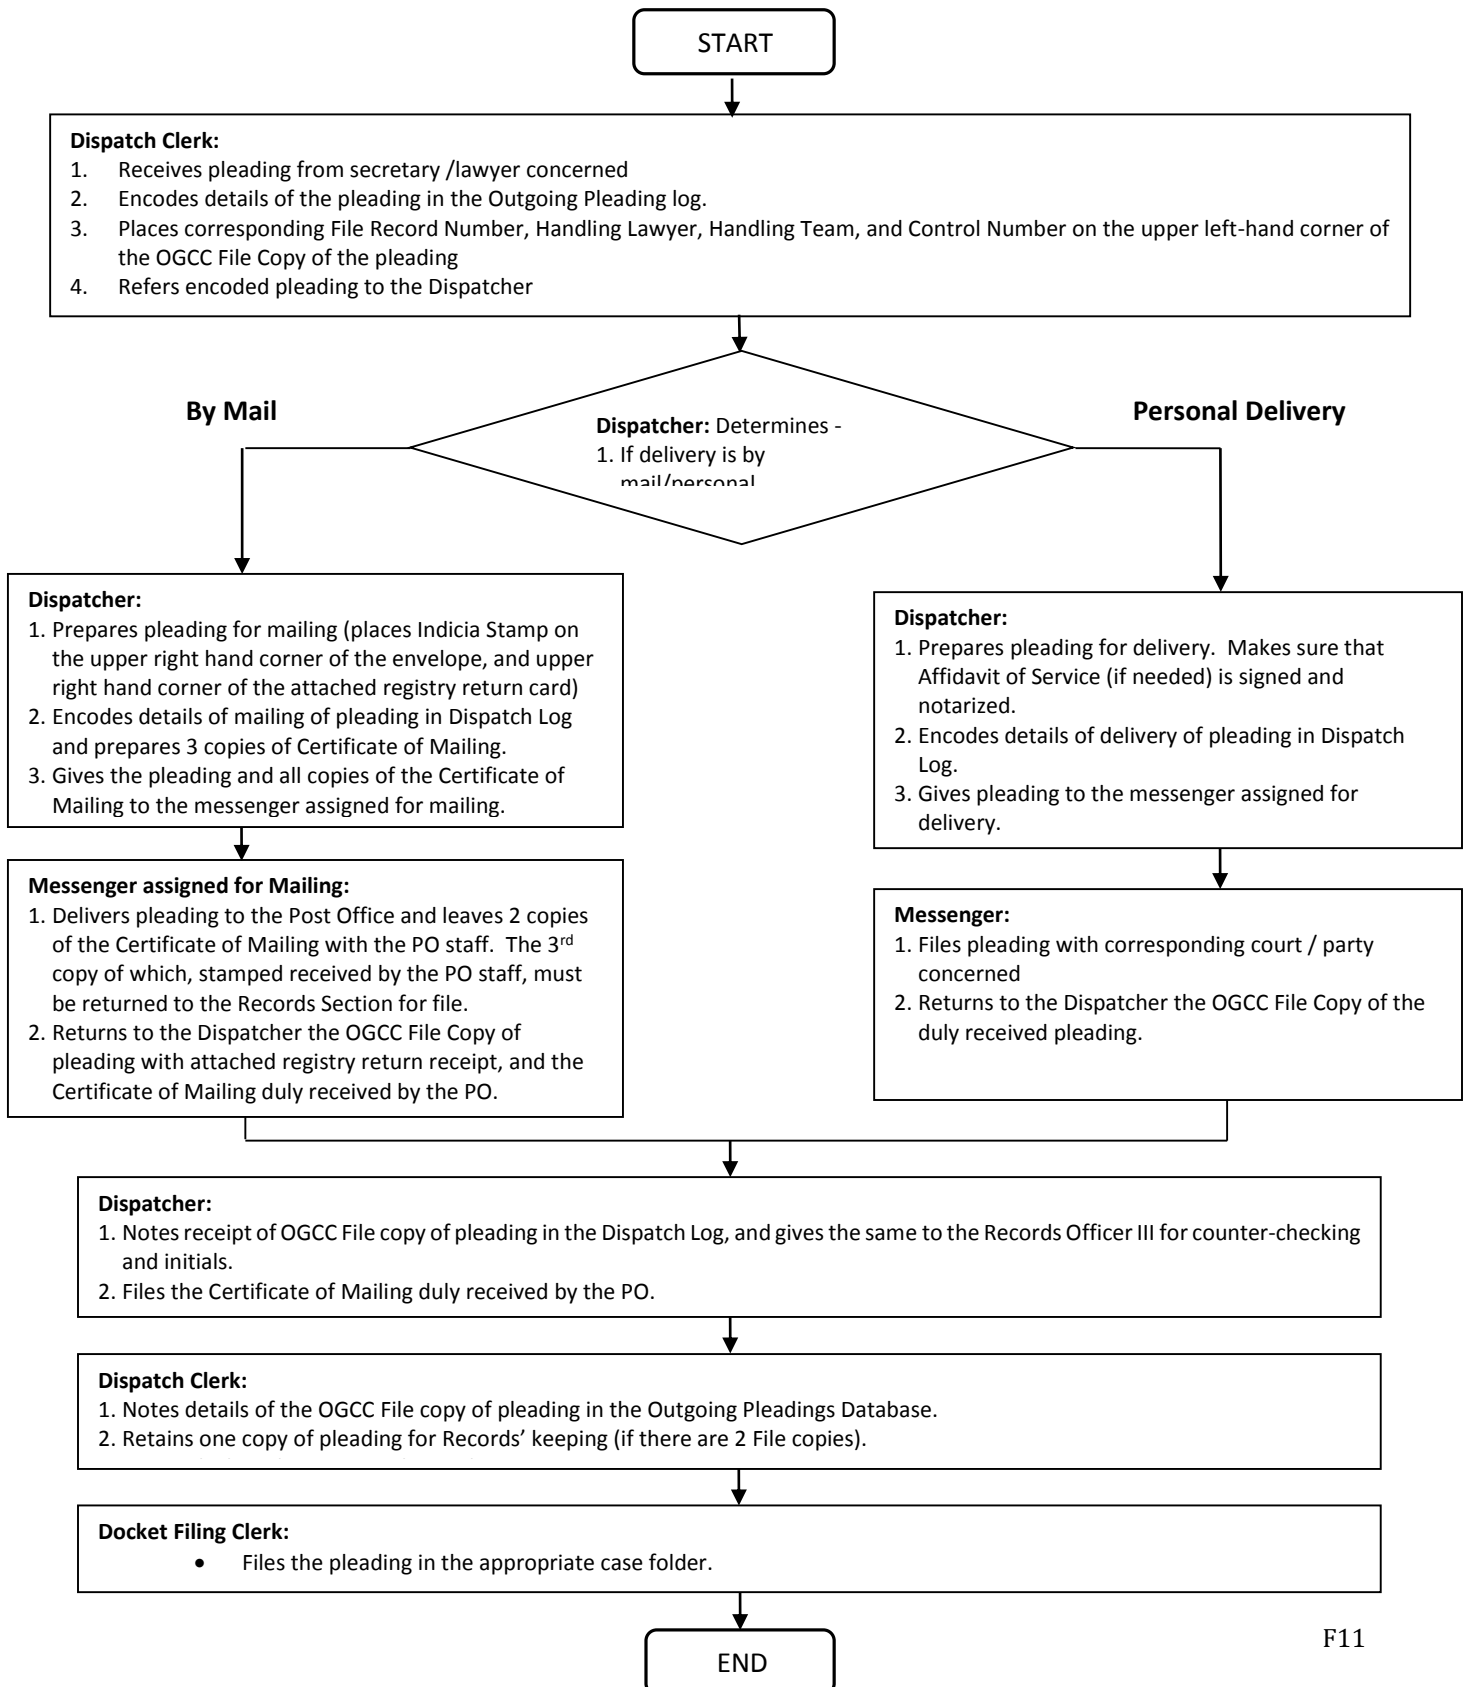 START
Dispatch Clerk:
1. Receives pleading from secretary /lawyer concerned
2. Encodes details of the pleading in the Outgoing Pleading log.
3. Places corresponding File Record Number, Handling Lawyer, Handling Team, and Control Number on the upper left-hand corner of
the OGCC File Copy of the pleading
4. Refers encoded pleading to the Dispatcher
By Mail
Dispatcher: Determines -
1. If delivery is by
mail/personal
Personal Delivery
Dispatcher:
1. Prepares pleading for mailing (places Indicia Stamp on
the upper right hand corner of the envelope, and upper
right hand corner of the attached registry return card)
2. Encodes details of mailing of pleading in Dispatch Log
and prepares 3 copies of Certificate of Mailing.
3. Gives the pleading and all copies of the Certificate of
Mailing to the messenger assigned for mailing.
Dispatcher:
1. Prepares pleading for delivery. Makes sure that
Affidavit of Service (if needed) is signed and
notarized.
2. Encodes details of delivery of pleading in Dispatch
Log.
3. Gives pleading to the messenger assigned for
delivery.
Messenger assigned for Mailing:
1. Delivers pleading to the Post Office and leaves 2 copies
of the Certificate of Mailing with the PO staff. The 3rd
copy of which, stamped received by the PO staff, must
be returned to the Records Section for file.
2. Returns to the Dispatcher the OGCC File Copy of
pleading with attached registry return receipt, and the
Certificate of Mailing duly received by the PO.
Messenger:
1. Files pleading with corresponding court / party
concerned
2. Returns to the Dispatcher the OGCC File Copy of the
duly received pleading.
Dispatcher:
1. Notes receipt of OGCC File copy of pleading in the Dispatch Log, and gives the same to the Records Officer III for counter-checking
and initials.
2. Files the Certificate of Mailing duly received by the PO.
Dispatch Clerk:
1. Notes details of the OGCC File copy of pleading in the Outgoing Pleadings Database.
2. Retains one copy of pleading for Records’ keeping (if there are 2 File copies).
Docket Filing Clerk:
• Files the pleading in the appropriate case folder.
END
F11